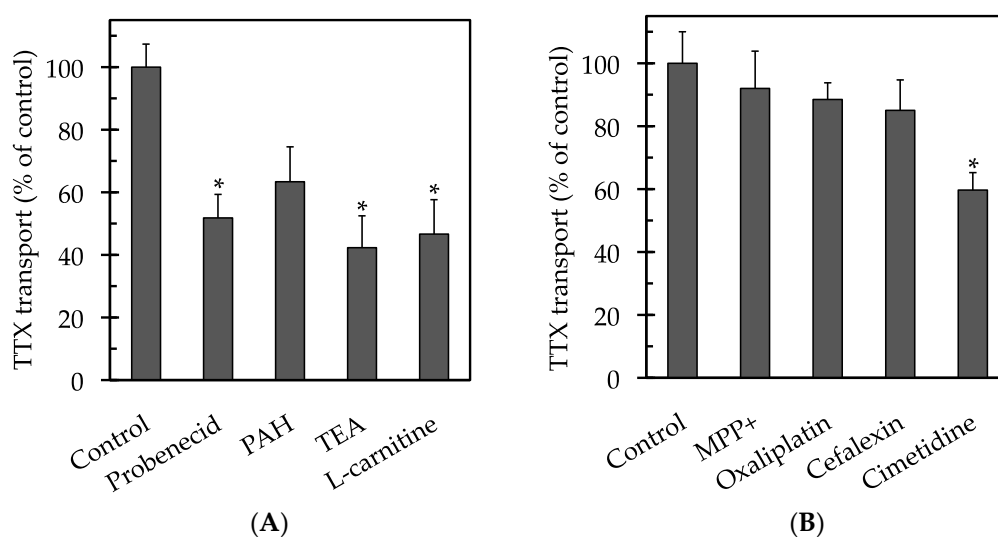 TTX transport (% of control)
100
80
60
40
20
0
*
*
*
Control
Probenecid
PAH
TEA
L-carnitine
(A)
TTX transport (% of control)
100
80
60
40
20
0
*
Control
MPP+
Oxaliplatin
Cefalexin
Cimetidine
(B)